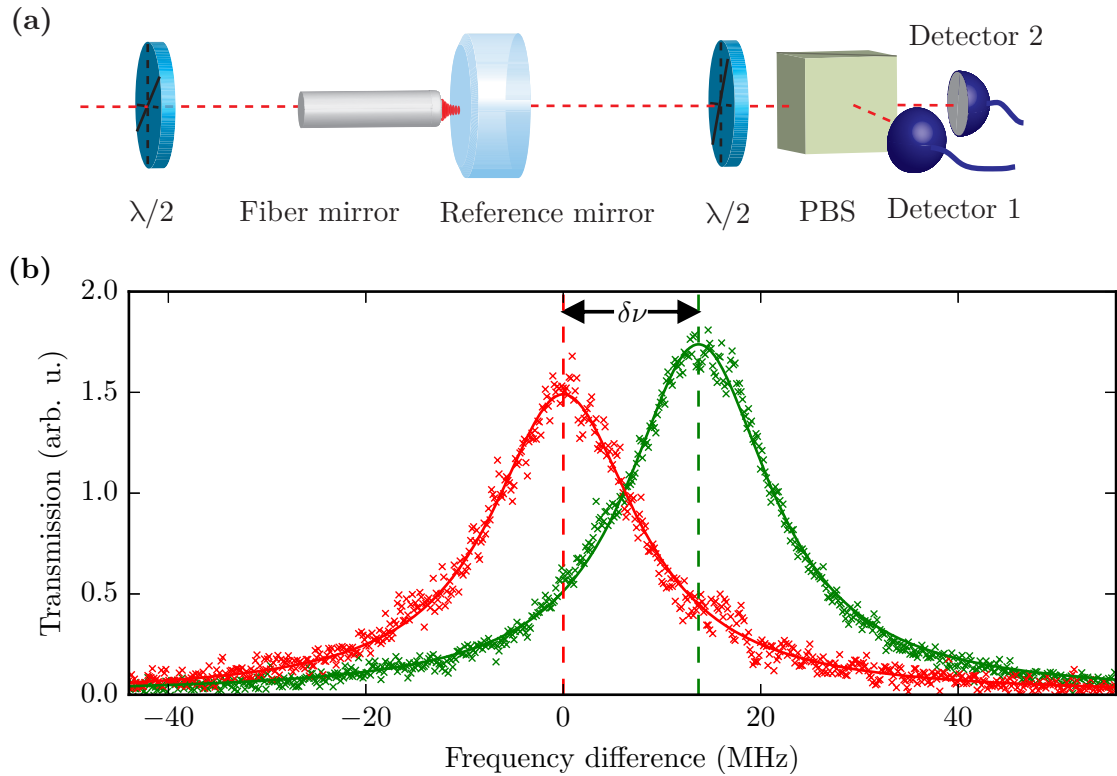 (a)
Detector 2
λ/2
Fiber mirror
Reference mirror
λ/2
PBS
Detector 1
(b)
δν
Transmission (arb. u.)
2.0
1.5
1.0
0.5
0.0
−40
−20
0
20
40
Frequency difference (MHz)